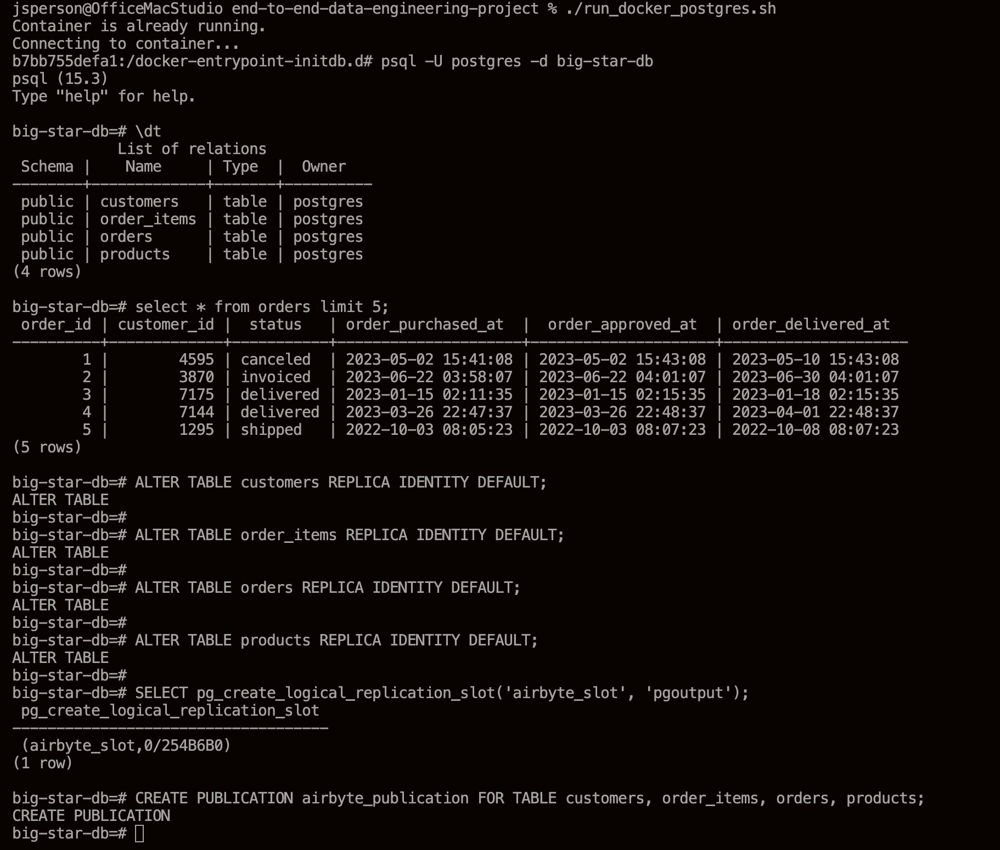 jsperson@OfficeMacStudio end-to-end-data-engineering-project % ./run_docker_postgres.sh
Container is already running.
Connecting to container...
b7bb755defa1:/docker-entrypoint-initdb.d# psql -U postgres -d big-star-db
psql (15.3)
Type "help" for help.

big-star-db=# \dt
            List of relations
 Schema |    Name     | Type  |  Owner
--------+-------------+-------+----------
 public | customers   | table | postgres
 public | order_items | table | postgres
 public | orders      | table | postgres
 public | products    | table | postgres
(4 rows)

big-star-db=# select * from orders limit 5;
 order_id | customer_id |  status   | order_purchased_at  |  order_approved_at  | order_delivered_at
----------+-------------+-----------+---------------------+---------------------+---------------------
        1 |        4595 | canceled  | 2023-05-02 15:41:08 | 2023-05-02 15:43:08 | 2023-05-10 15:43:08
        2 |        3870 | invoiced  | 2023-06-22 03:58:07 | 2023-06-22 04:01:07 | 2023-06-30 04:01:07
        3 |        7175 | delivered | 2023-01-15 02:11:35 | 2023-01-15 02:15:35 | 2023-01-18 02:15:35
        4 |        7144 | delivered | 2023-03-26 22:47:37 | 2023-03-26 22:48:37 | 2023-04-01 22:48:37
        5 |        1295 | shipped   | 2022-10-03 08:05:23 | 2022-10-03 08:07:23 | 2022-10-08 08:07:23
(5 rows)

big-star-db=# ALTER TABLE customers REPLICA IDENTITY DEFAULT;
ALTER TABLE
big-star-db=#
big-star-db=# ALTER TABLE order_items REPLICA IDENTITY DEFAULT;
ALTER TABLE
big-star-db=#
big-star-db=# ALTER TABLE orders REPLICA IDENTITY DEFAULT;
ALTER TABLE
big-star-db=#
big-star-db=# ALTER TABLE products REPLICA IDENTITY DEFAULT;
ALTER TABLE
big-star-db=#
big-star-db=# SELECT pg_create_logical_replication_slot('airbyte_slot', 'pgoutput');
 pg_create_logical_replication_slot
------------------------------------
 (airbyte_slot,0/254B6B0)
(1 row)

big-star-db=# CREATE PUBLICATION airbyte_publication FOR TABLE customers, order_items, orders, products;
CREATE PUBLICATION
big-star-db=#